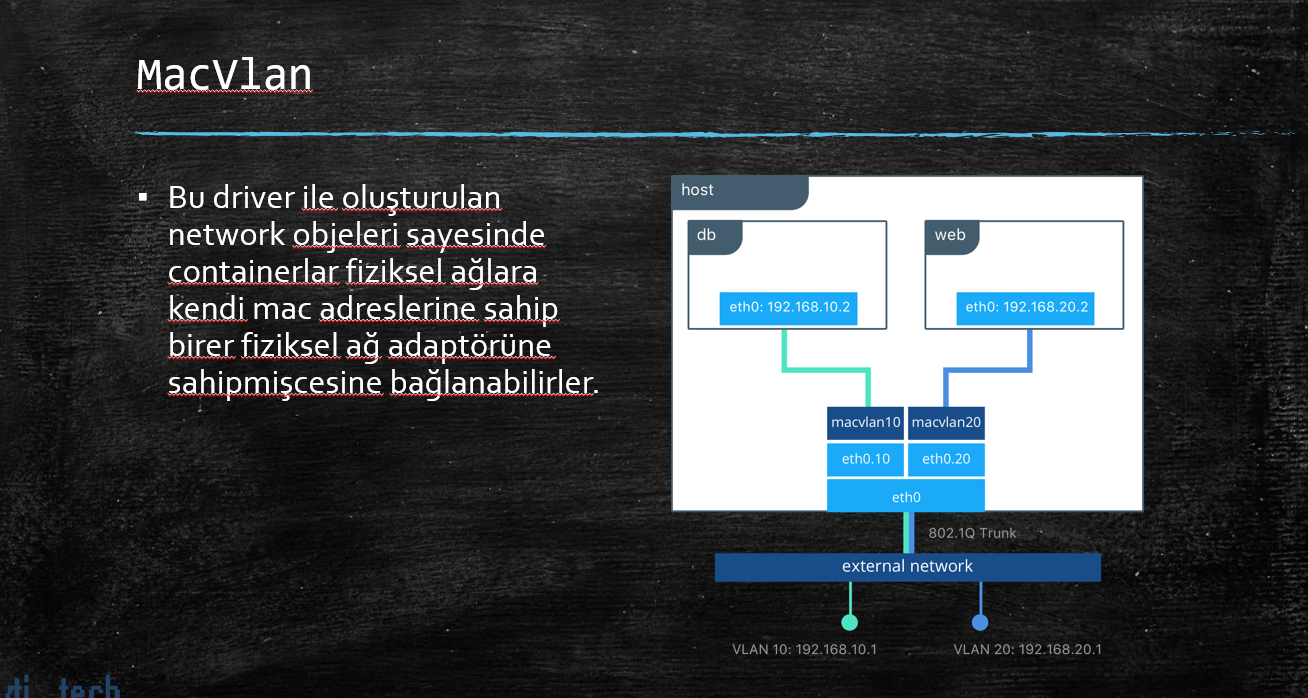 MacVlan
Bu driver ile oluşturulan
network objeleri sayesinde
containerlar fiziksel ağlara
kendi mac adreslerine sahip
birer fiziksel ağ adaptörüne
sahipmişcesine bağlanabilirler.
host
db
web
eth0: 192.168.10.2
eth0: 192.168.20.2
macvlan10
macvlan20
eth0.10
eth0.20
eth0
802.1Q Trunk
external network
VLAN 10: 192.168.10.1
VLAN 20: 192.168.20.1